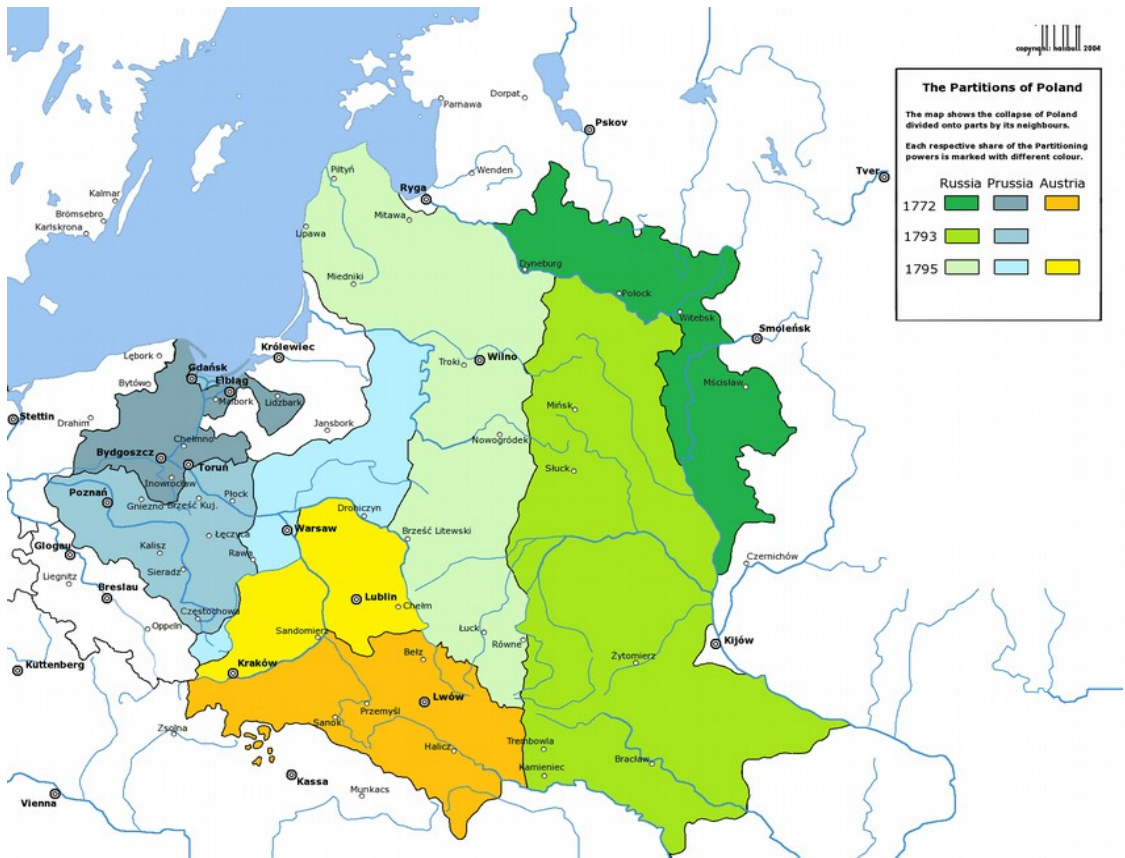 copyright: halibutt 2004
The Partitions of Poland
The map shows the collapse of Poland
divided onto parts by its neighbours.
Each respective share of the Partitioning
powers is marked with different colour.
Russia Prussia Austria
1772
1793
1795
Parnawa
Dorpat
Pskov
Tver
Piltyń
Wenden
Ryga
Kalmar
Brömsebro
Karlskrona
Mitawa
Lipawa
Dyneburg
Miedniki
Połock
Witebsk
Smoleńsk
Królewiec
Lębork
Wilno
Troki
Gdańsk
Bytów
Elbląg
Malbork
Lidzbark
Mścisław
Stettin
Drahim
Mińsk
Jansbork
Chełmno
Nowogródek
Bydgoszcz
Toruń
Słuck
Inowrocław
Poznań
Gniezno
Brześć Kuj.
Płock
Drohiczyn
Warsaw
Łęczyca
Brześć Litewski
Glogau
Kalisz
Rawa
Czernichów
Liegnitz
Sieradz
Breslau
Lublin
Chełm
Częstochowa
Oppeln
Sandomierz
Łuck
Równe
Kijów
Bełz
Żytomierz
Kuttenberg
Kraków
Lwów
Przemyśl
Sanok
Zsolna
Halicz
Trembowla
Bracław
Kamieniec
Kassa
Munkacs
Vienna